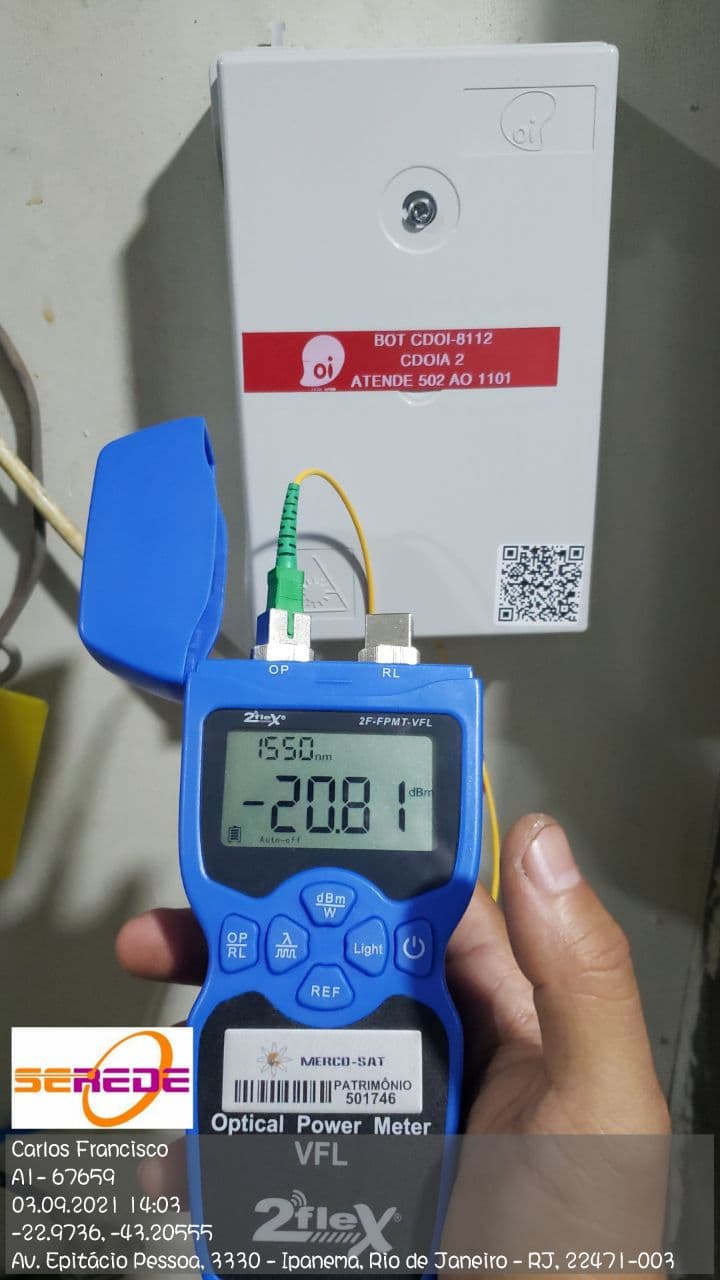 oi
BOT CDOI-8112
CDOIA 2
ATENDE 502 AO 1101
oi
OP
RL
2fleX®
2F-FPMT-VFL
1550nm
-20.81 dBm
Auto-off
dBm
W
OP
RL
λ
Light
REF
MERCO-SAT
PATRIMÔNIO
501746
Optical Power Meter
VFL
2fleX®
SEREDE
Carlos Francisco
A1- 67659
03.09.2021 14:03
-22.9736, -43.20555
Av. Epitácio Pessoa, 3330 - Ipanema, Rio de Janeiro - RJ, 22471-003